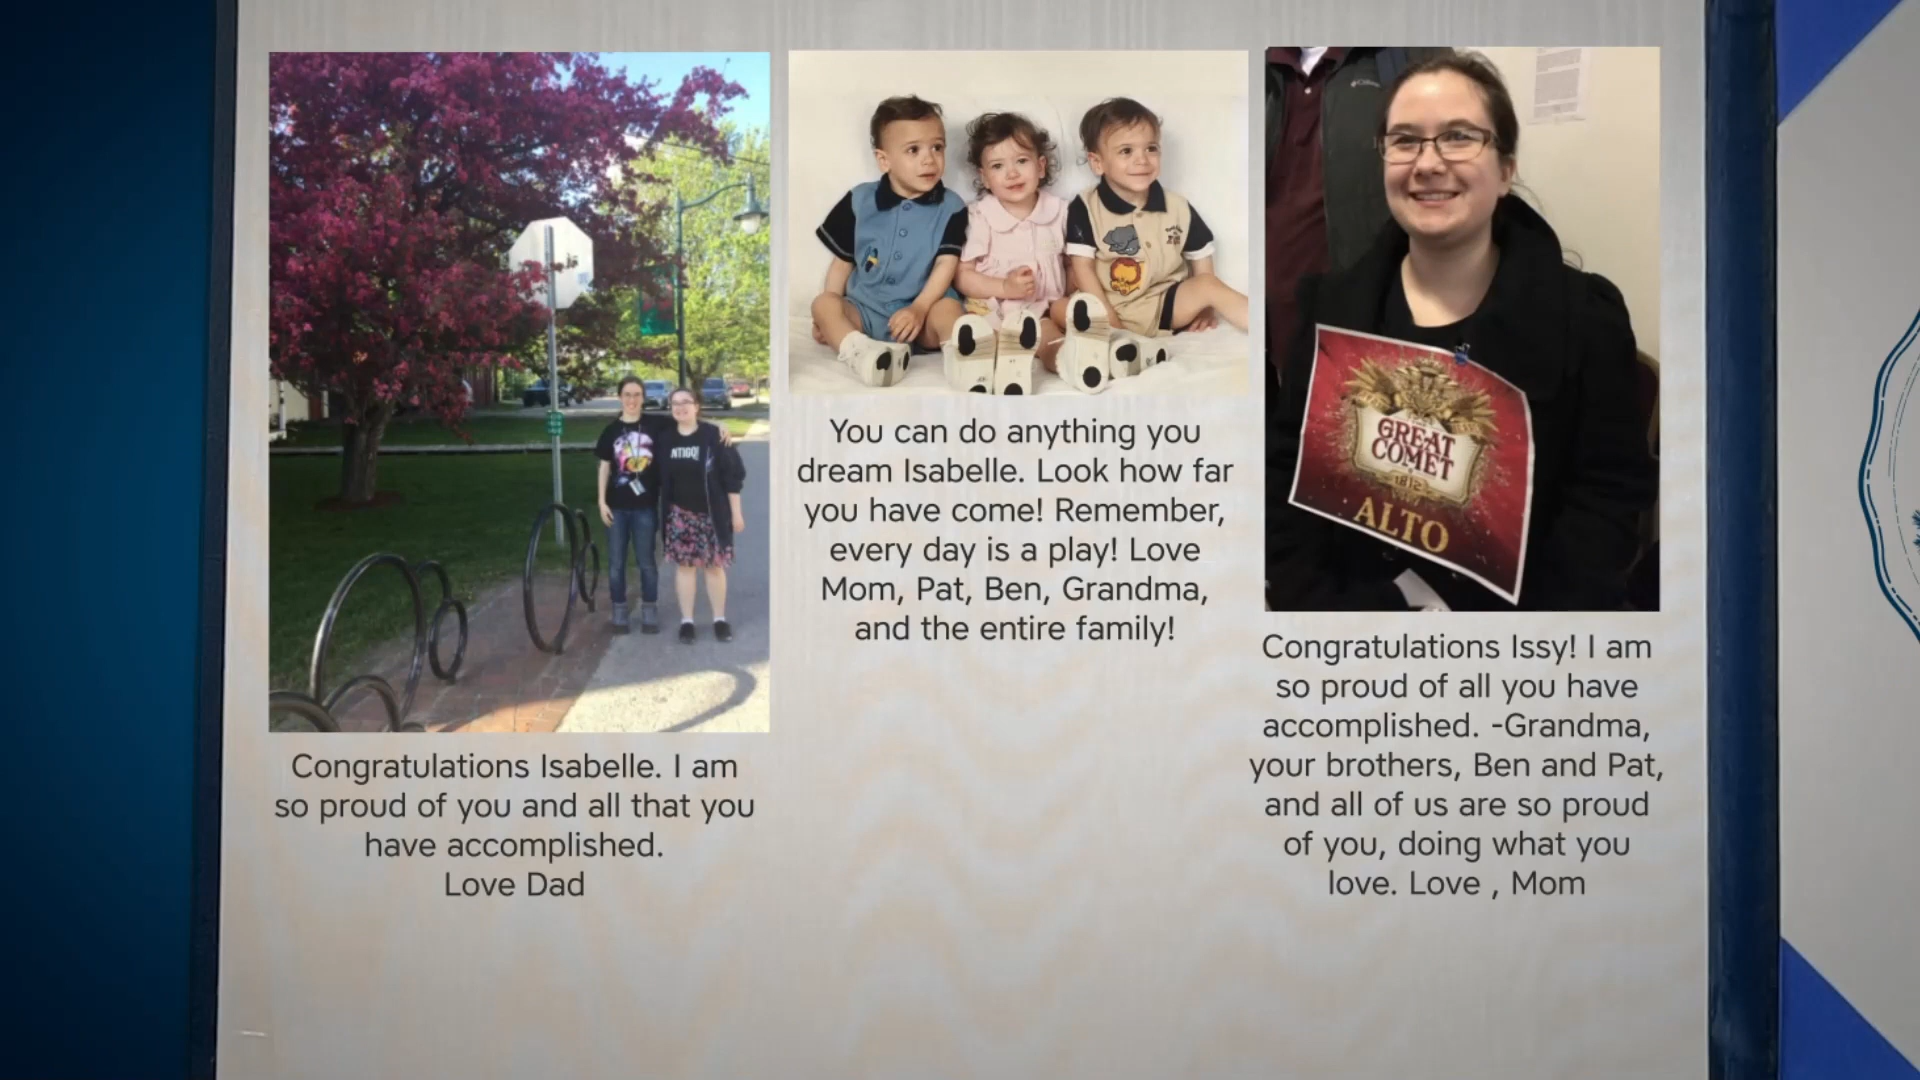 NTIGO
GREAT
COMET
1812
ALTO
You can do anything you
dream Isabelle. Look how far
you have come! Remember,
every day is a play! Love
Mom, Pat, Ben, Grandma,
and the entire family!
Congratulations Isabelle. I am
so proud of you and all that you
have accomplished.
Love Dad
Congratulations Issy! I am
so proud of all you have
accomplished. -Grandma,
your brothers, Ben and Pat,
and all of us are so proud
of you, doing what you
love. Love , Mom